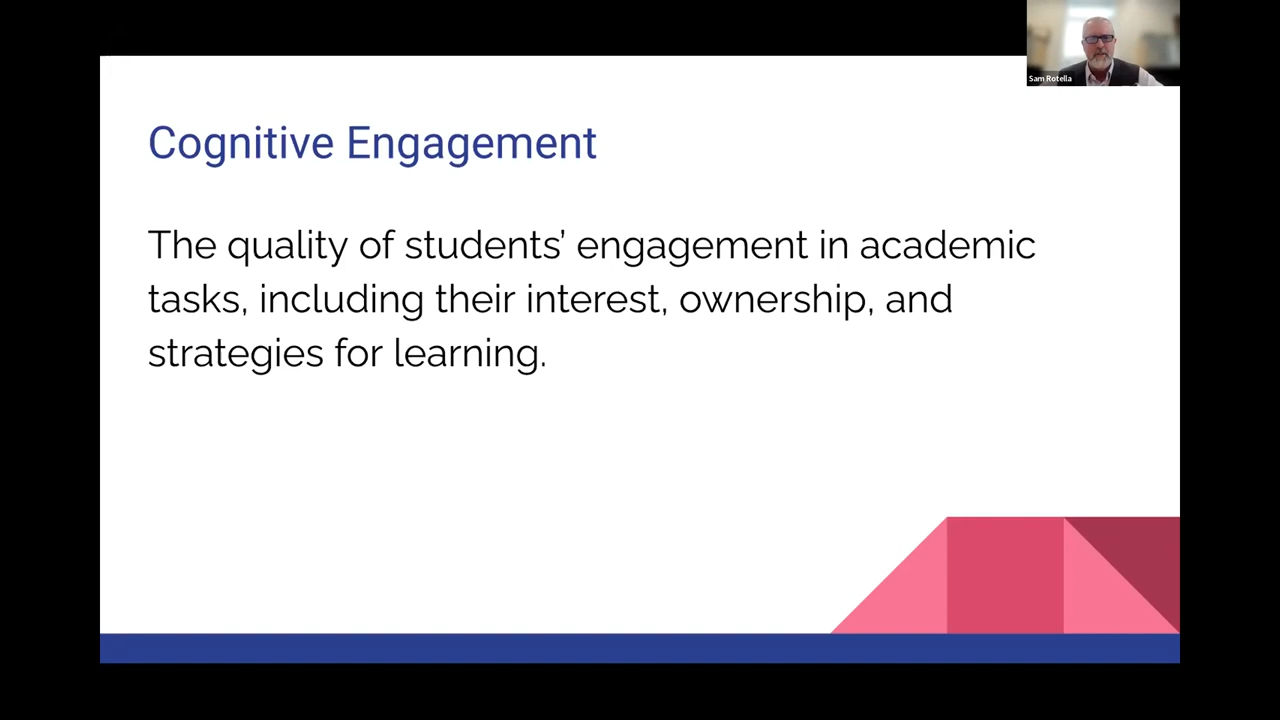 Sam Rotella
Cognitive Engagement
The quality of students’ engagement in academic
tasks, including their interest, ownership, and
strategies for learning.